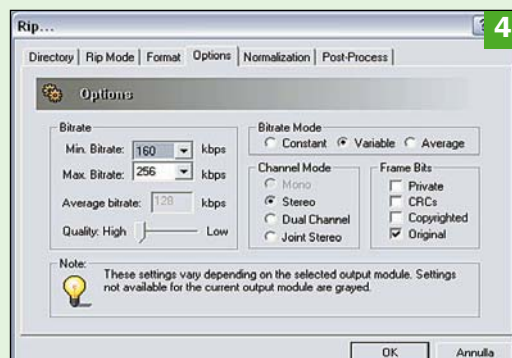 Rip...
4
Directory Rip Mode Format Options Normalization Post-Process
Options
Bitrate
Min. Bitrate: 160 kbps
Max. Bitrate: 256 kbps
Average bitrate: 128 kbps
Quality: High Low
Bitrate Mode
Constant Variable Average
Channel Mode
Mono
Stereo
Dual Channel
Joint Stereo
Frame Bits
Private
CRCs
Copyrighted
Original
Note:
These settings vary depending on the selected output module. Settings
not available for the current output module are grayed.
OK Annulla